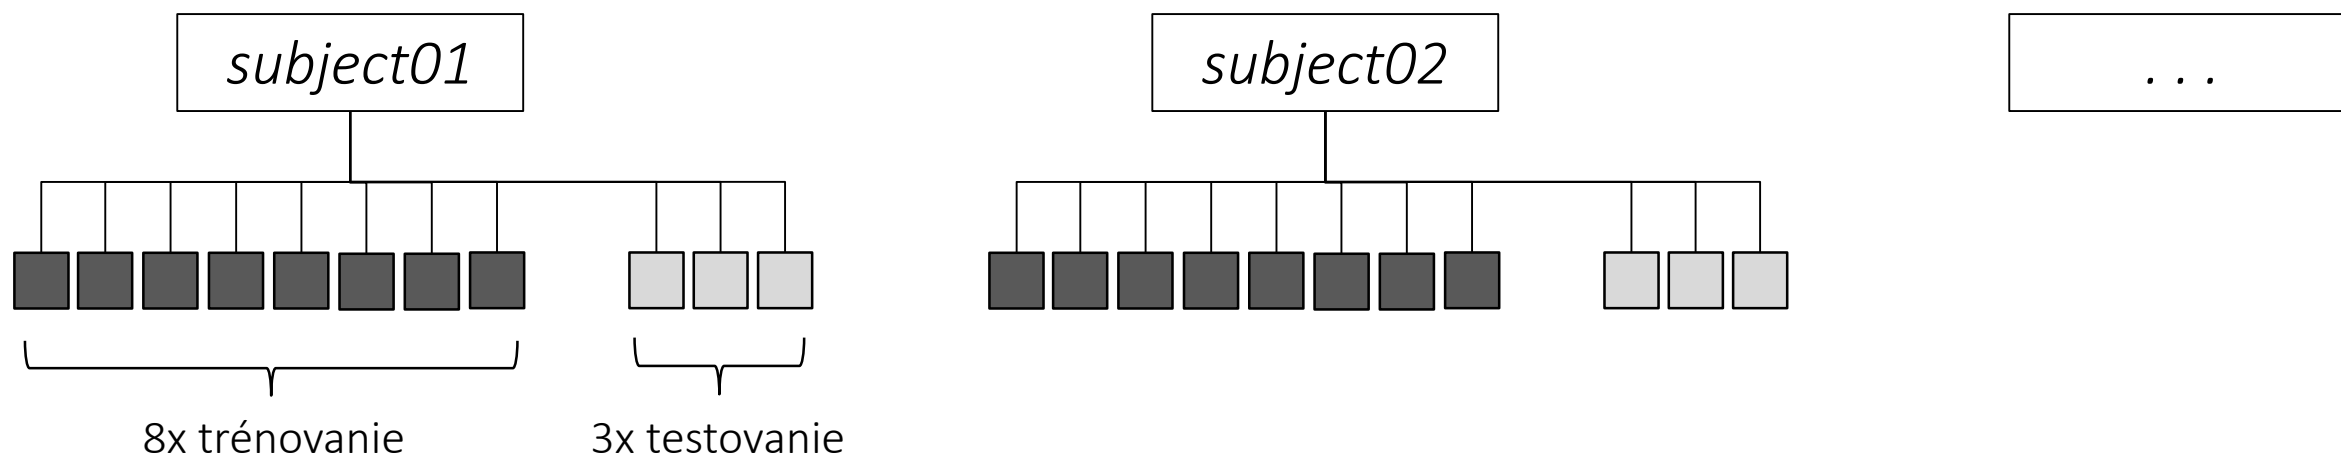 subject01
subject02
. . .
8x trénovanie
3x testovanie